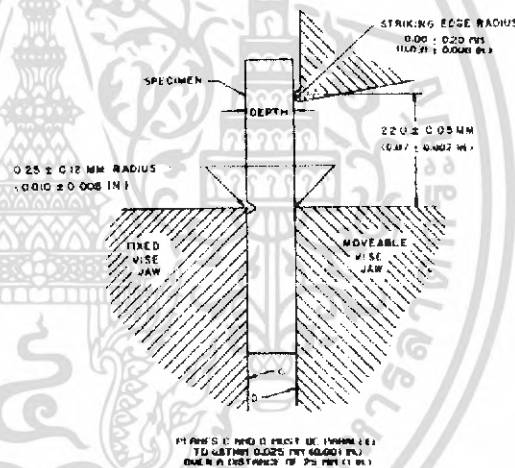 STRIKING EDGE RADIUS
0.80 ± 0.20 MM
(0.031 ± 0.008 IN)
SPECIMEN
DEPTH
22.0 ± 0.05 MM
(0.87 ± 0.002 IN)
0.25 ± 0.12 MM RADIUS
(0.010 ± 0.005 IN)
FIXED
VISE
JAW
MOVEABLE
VISE
JAW
C
D
PLANES C AND D MUST BE PARALLEL
TO WITHIN 0.025 MM (0.001 IN)
OVER A DISTANCE OF 25 MM (1 IN)